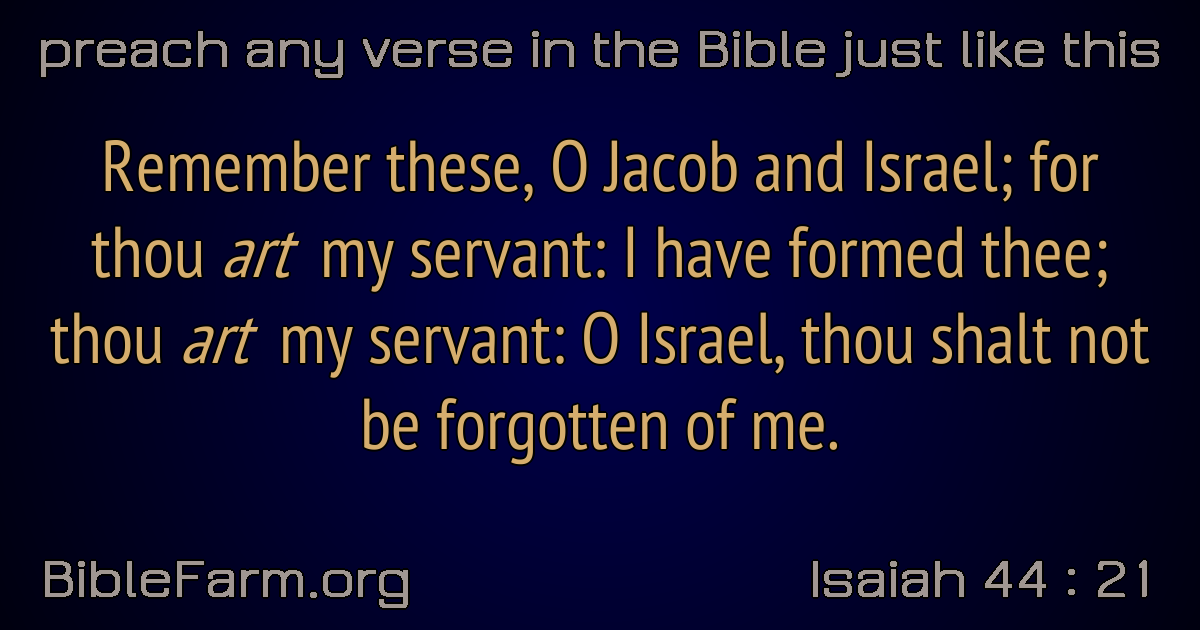 preach any verse in the Bible just like this
Remember these, O Jacob and Israel; for
thou art my servant: I have formed thee;
thou art my servant: O Israel, thou shalt not
be forgotten of me.
BibleFarm.org
Isaiah 44 : 21